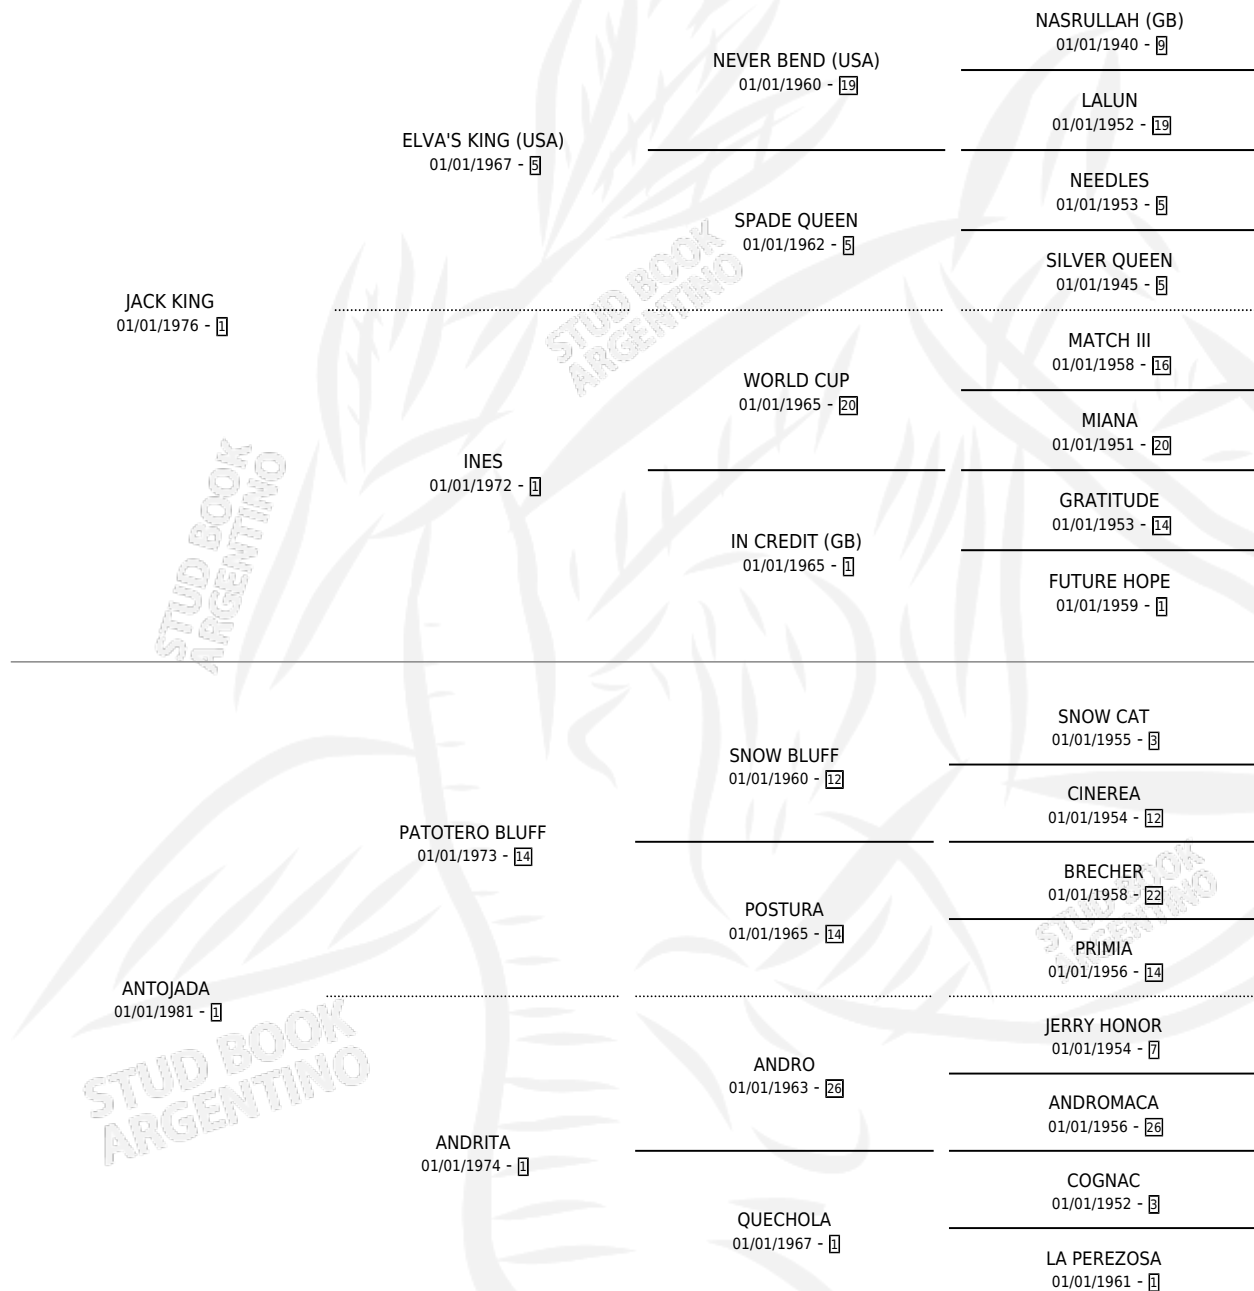 NASRULLAH (GB)
01/01/1940 - 9
NEVER BEND (USA)
01/01/1960 - 19
LALUN
01/01/1952 - 19
ELVA'S KING (USA)
01/01/1967 - 5
NEEDLES
01/01/1953 - 5
SPADE QUEEN
01/01/1962 - 5
SILVER QUEEN
01/01/1945 - 5
JACK KING
01/01/1976 - 1
MATCH III
01/01/1958 - 16
WORLD CUP
01/01/1965 - 20
MIANA
01/01/1951 - 20
INES
01/01/1972 - 1
GRATITUDE
01/01/1953 - 14
IN CREDIT (GB)
01/01/1965 - 1
FUTURE HOPE
01/01/1959 - 1
SNOW CAT
01/01/1955 - 3
SNOW BLUFF
01/01/1960 - 12
CINEREA
01/01/1954 - 12
PATOTERO BLUFF
01/01/1973 - 14
BRECHER
01/01/1958 - 22
POSTURA
01/01/1965 - 14
PRIMIA
01/01/1956 - 14
ANTOJADA
01/01/1981 - 1
JERRY HONOR
01/01/1954 - 7
ANDRO
01/01/1963 - 26
ANDROMACA
01/01/1956 - 26
ANDRITA
01/01/1974 - 1
COGNAC
01/01/1952 - 3
QUECHOLA
01/01/1967 - 1
LA PEREZOSA
01/01/1961 - 1
STUD BOOK
ARGENTINO
STUD BOOK
ARGENTINO
STUD BOOK
ARGENTINO
STUD BOOK
ARGENTINO